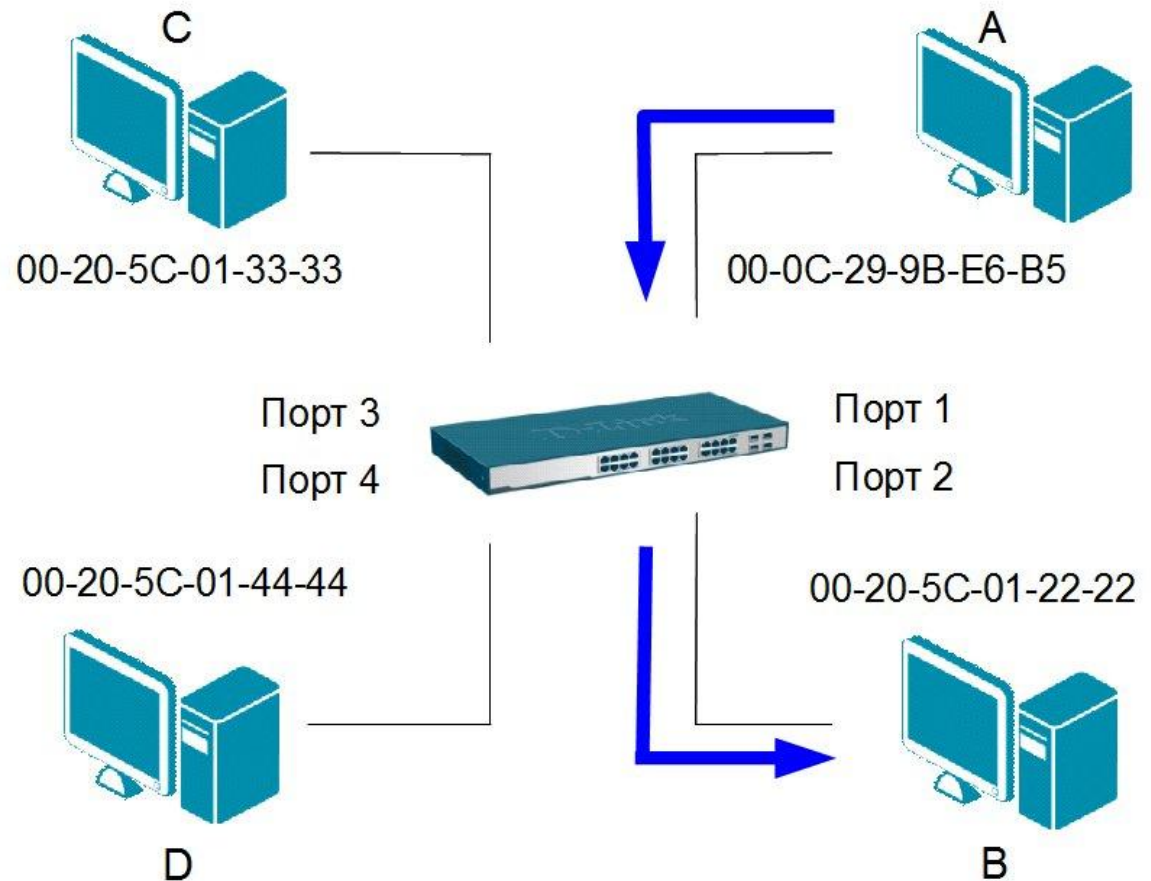 C
A
00-20-5C-01-33-33
00-0C-29-9B-E6-B5
Порт 3
Порт 4
D-Link
Порт 1
Порт 2
00-20-5C-01-44-44
00-20-5C-01-22-22
D
B